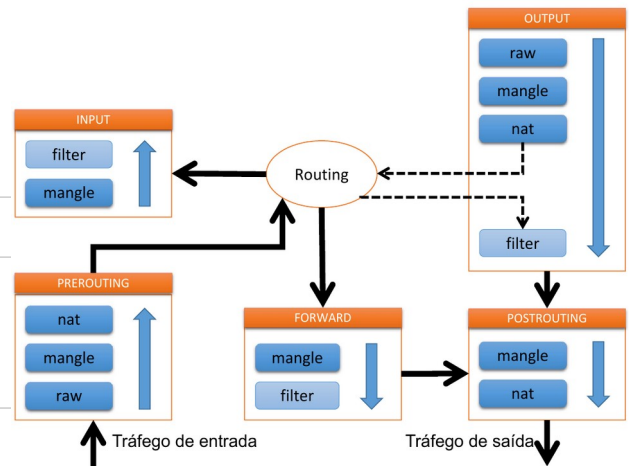 OUTPUT
raw
mangle
nat
filter
INPUT
filter
mangle
Routing
PREROUTING
nat
mangle
raw
FORWARD
mangle
filter
POSTROUTING
mangle
nat
Tráfego de entrada
Tráfego de saída